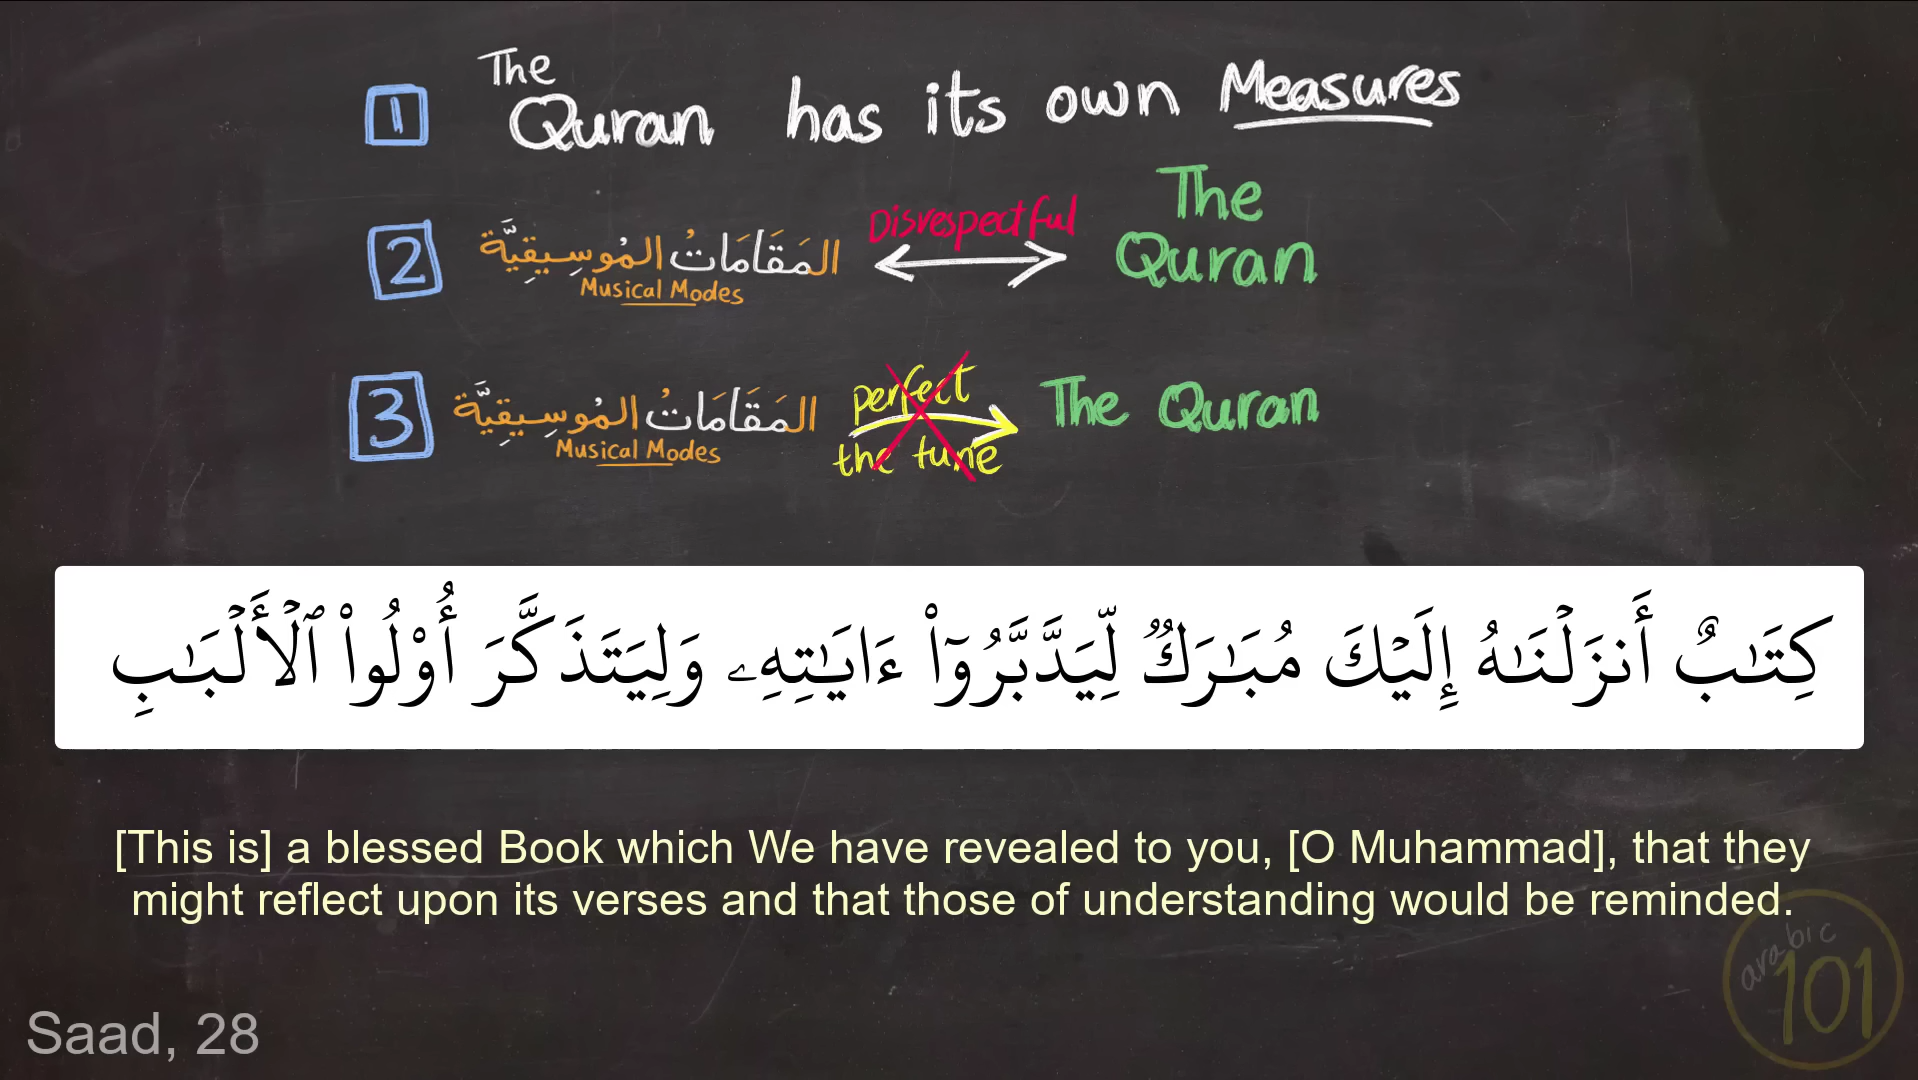 1 The Quran has its own Measures
2 المَقَامَاتُ المُوسِيقِيَّة Disrespectful The Quran
Musical Modes
3 المَقَامَاتُ المُوسِيقِيَّة perfect the tune The Quran
Musical Modes
كِتَـٰبٌ أَنزَلْنَـٰهُ إِلَيْكَ مُبَـٰرَكٌ لِّيَدَّبَّرُوٓا۟ ءَايَـٰتِهِۦ وَلِيَتَذَكَّرَ أُو۟لُوا۟ ٱلْأَلْبَـٰبِ
[This is] a blessed Book which We have revealed to you, [O Muhammad], that they
might reflect upon its verses and that those of understanding would be reminded.
Saad, 28
arabic
101